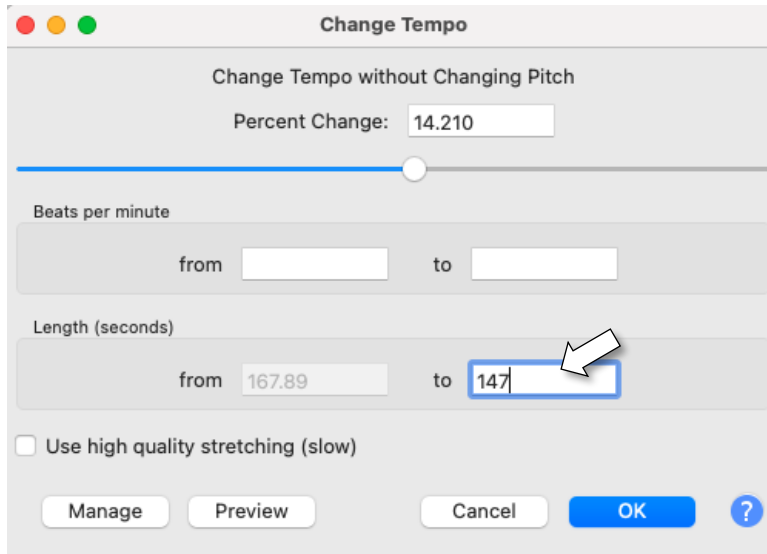 Change Tempo
Change Tempo without Changing Pitch
Percent Change: 14.210
Beats per minute
from to
Length (seconds)
from 167.89 to 147
Use high quality stretching (slow)
Manage Preview Cancel OK ?